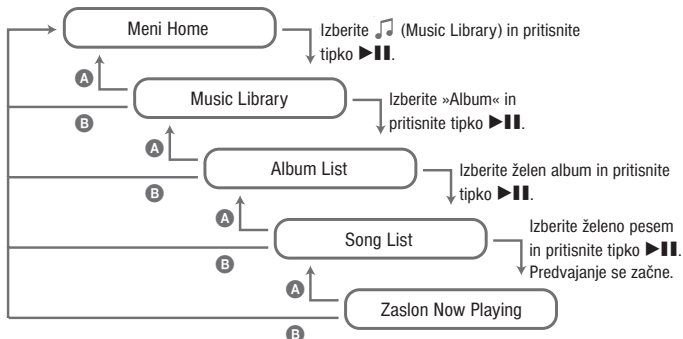 Meni Home
Izberite ♫ (Music Library) in pritisnite
tipko ►II.
A
Music Library
Izberite »Album« in
pritisnite tipko ►II.
B
A
Album List
Izberite želen album in pritisnite
tipko ►II.
B
A
Song List
Izberite želeno pesem
in pritisnite tipko ►II.
Predvajanje se začne.
B
A
Zaslon Now Playing
B